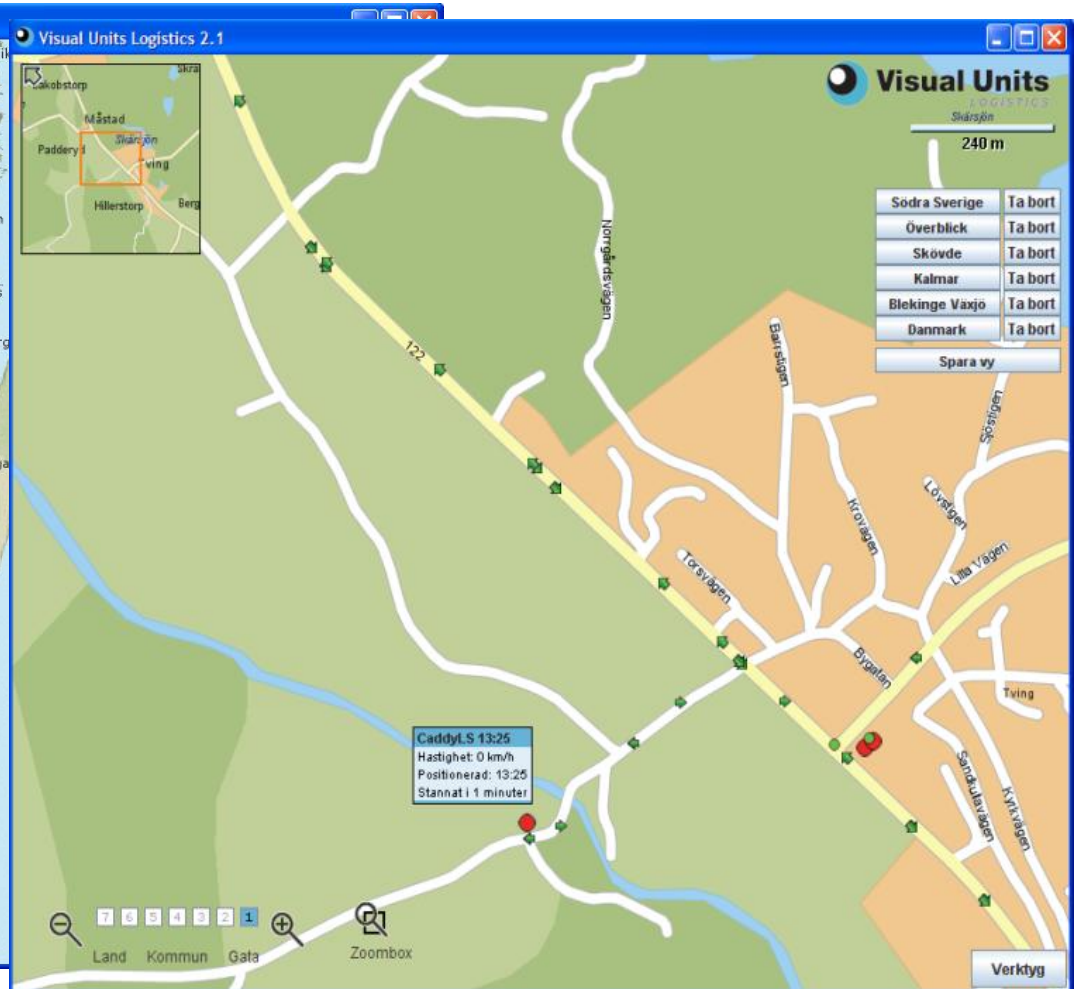 Visual Units Logistics 2.1
Jakobstorp
Skra
Måstad
Skärsjön
Padderyd
Tving
Hillerstorp
Berg
Visual Units
LOGISTICS
Skärsjön
240 m
Södra Sverige Ta bort
Överblick Ta bort
Skövde Ta bort
Kalmar Ta bort
Blekinge Växjö Ta bort
Danmark Ta bort
Spara vy
Norrgårdsvägen
122
Barrstigen
Sjöstigen
Krovägen
Lövstigen
Lilla Vägen
Torsvägen
Bygatan
Tving
Sandkulavägen
Kyrkvägen
CaddyLS 13:25
Hastighet: 0 km/h
Positionerad: 13:25
Stannat i 1 minuter
7 6 5 4 3 2 1
Land Kommun Gata
Zoombox
Verktyg